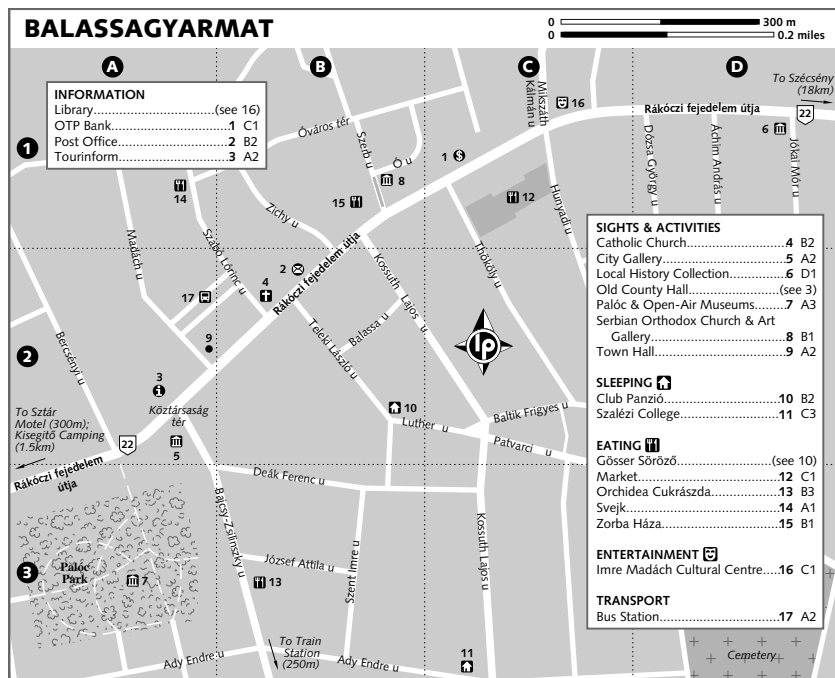 BALASSAGYARMAT
0 300 m
0 0.2 miles
A
B
C
D
1
2
3
INFORMATION
Library.....................(see 16)
OTP Bank.....................1 C1
Post Office.....................2 B2
Tourinform.....................3 A2
SIGHTS & ACTIVITIES
Catholic Church.....................4 B2
City Gallery.....................5 A2
Local History Collection.....................6 D1
Old County Hall.....................(see 3)
Palóc & Open-Air Museums.....................7 A3
Serbian Orthodox Church & Art
Gallery.....................8 B1
Town Hall.....................9 A2
SLEEPING
Club Panzió.....................10 B2
Szalézi College.....................11 C3
EATING
Gösser Söröző.....................(see 10)
Market.....................12 C1
Orchidea Cukrászda.....................13 B3
Svejk.....................14 A1
Zorba Háza.....................15 B1
ENTERTAINMENT
Imre Madách Cultural Centre.....................16 C1
TRANSPORT
Bus Station.....................17 A2
To Szécsény
(18km)
Rákóczi fejedelem útja
22
Mikszáth
Kálmán u
16
6
Óváros tér
Szerb u
Ó u
1
$
8
Dózsa György u
Áchim András u
Jókai Mór u
14
15
12
Hunyadi u
Zichy u
Madách u
Szabó Lőrinc u
Thököly u
2
Rákóczi fejedelem útja
Kossuth Lajos u
4
17
Balassa u
Teleki László u
lp
9
Bercsényi u
3
i
10
Köztársaság
tér
Luther u
Baltik Frigyes u
Patvarci u
To Sztár
Motel (300m);
Kisegitő Camping
(1.5km)
22
5
Rákóczi fejedelem
útja
Deák Ferenc u
Bajcsy-Zsilinszky u
József Attila u
Szent Imre u
Kossuth Lajos u
Palóc
Park
7
13
To Train
Station
(250m)
Ady Endre u
Ady Endre u
11
Cemetery